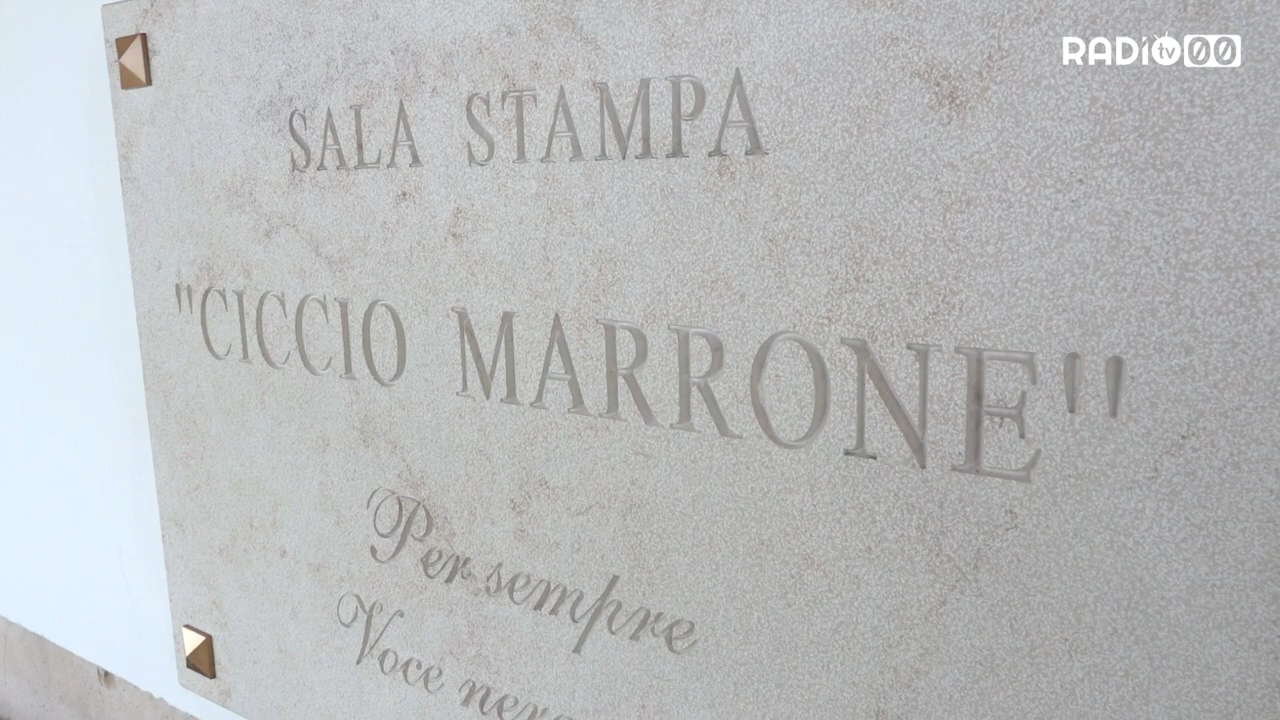 RADIO tv 00
SALA STAMPA
"CICCIO MARRONE"
Per sempre
Voce